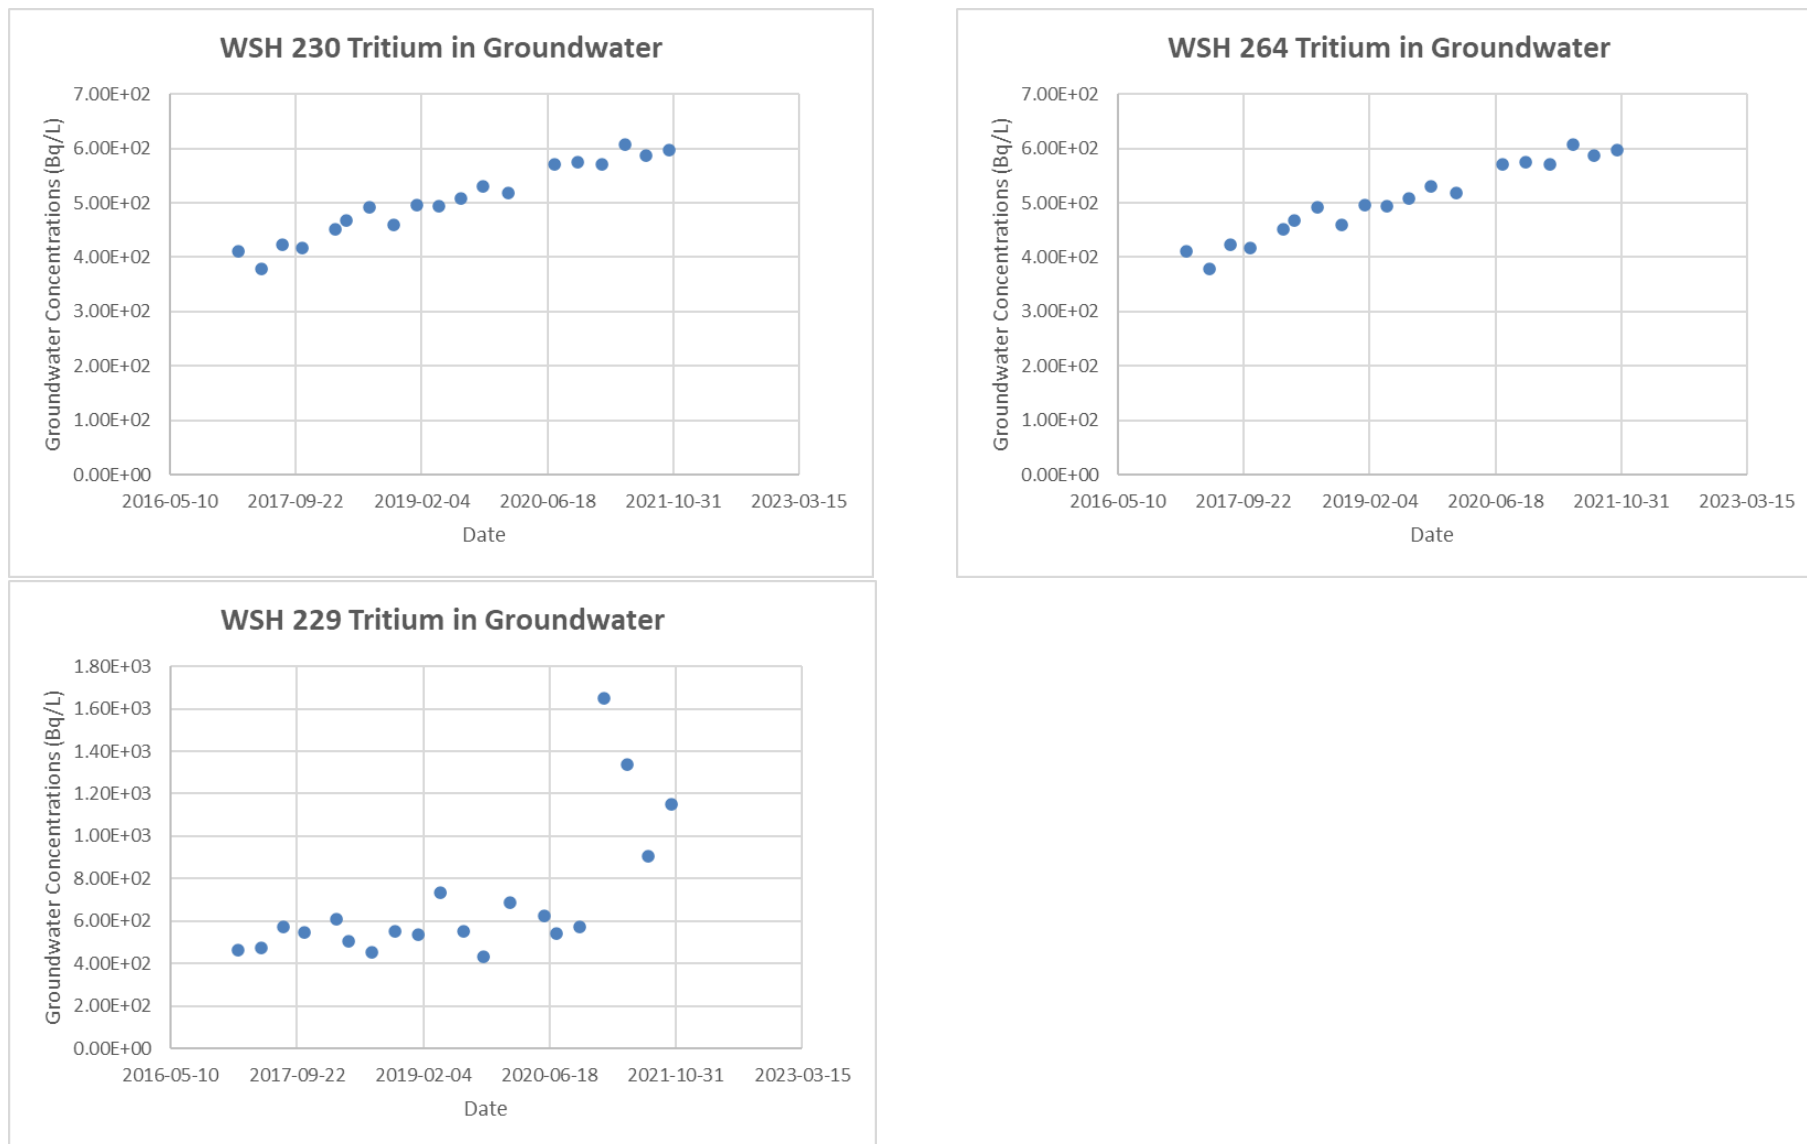 WSH 230 Tritium in Groundwater
Groundwater Concentrations (Bq/L)
7.00E+02
6.00E+02
5.00E+02
4.00E+02
3.00E+02
2.00E+02
1.00E+02
0.00E+00
2016-05-10 2017-09-22 2019-02-04 2020-06-18 2021-10-31 2023-03-15
Date
WSH 264 Tritium in Groundwater
Groundwater Concentrations (Bq/L)
7.00E+02
6.00E+02
5.00E+02
4.00E+02
3.00E+02
2.00E+02
1.00E+02
0.00E+00
2016-05-10 2017-09-22 2019-02-04 2020-06-18 2021-10-31 2023-03-15
Date
WSH 229 Tritium in Groundwater
Groundwater Concentrations (Bq/L)
1.80E+03
1.60E+03
1.40E+03
1.20E+03
1.00E+03
8.00E+02
6.00E+02
4.00E+02
2.00E+02
0.00E+00
2016-05-10 2017-09-22 2019-02-04 2020-06-18 2021-10-31 2023-03-15
Date